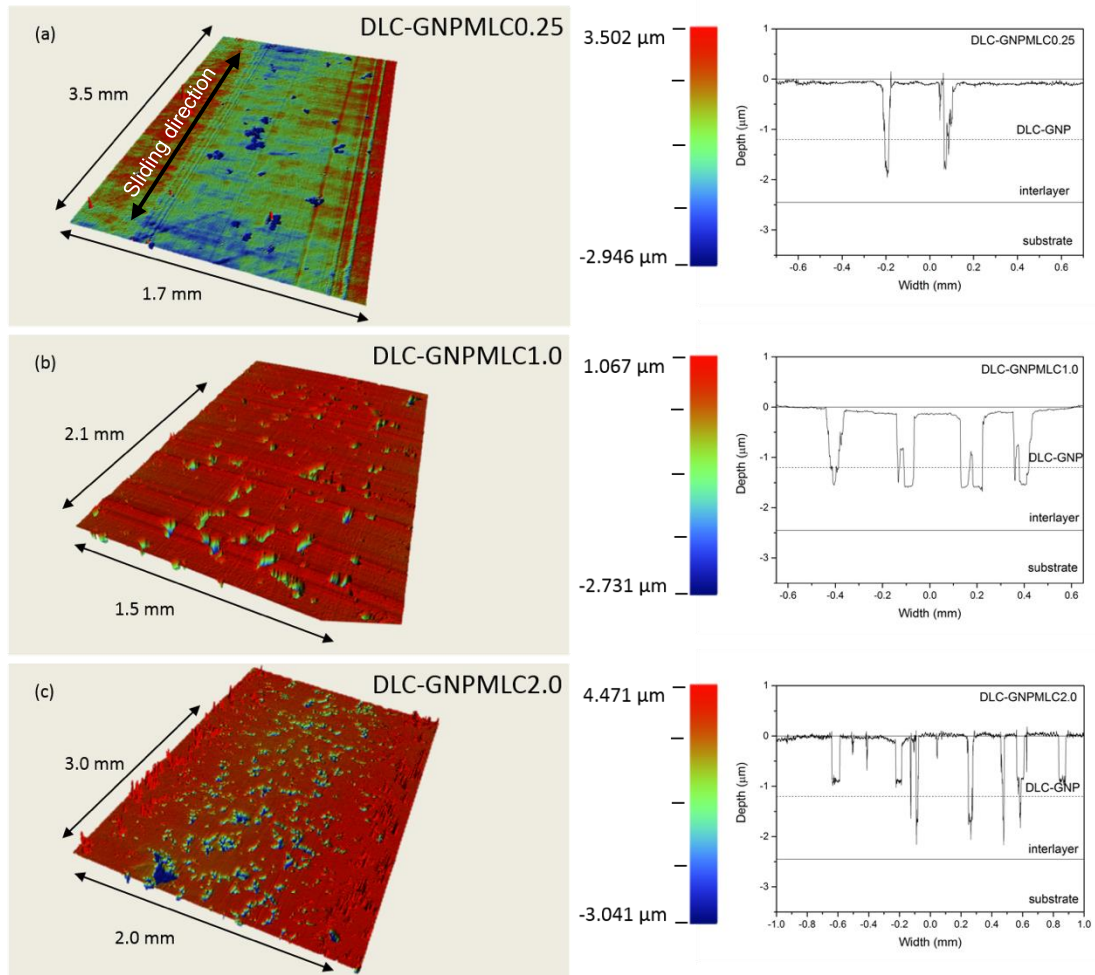 (a)
DLC-GNPMLC0.25
3.5 mm
Sliding direction
1.7 mm
3.502 µm
-2.946 µm
DLC-GNPMLC0.25
1
0
-1
-2
-3
Depth (µm)
DLC-GNP
interlayer
substrate
-0.6 -0.4 -0.2 0.0 0.2 0.4 0.6
Width (mm)
(b)
DLC-GNPMLC1.0
2.1 mm
1.5 mm
1.067 µm
-2.731 µm
DLC-GNPMLC1.0
1
0
-1
-2
-3
Depth (µm)
DLC-GNP
interlayer
substrate
-0.6 -0.4 -0.2 0.0 0.2 0.4 0.6
Width (mm)
(c)
DLC-GNPMLC2.0
3.0 mm
2.0 mm
4.471 µm
-3.041 µm
DLC-GNPMLC2.0
1
0
-1
-2
-3
Depth (µm)
DLC-GNP
interlayer
substrate
-1.0 -0.8 -0.6 -0.4 -0.2 0.0 0.2 0.4 0.6 0.8 1.0
Width (mm)